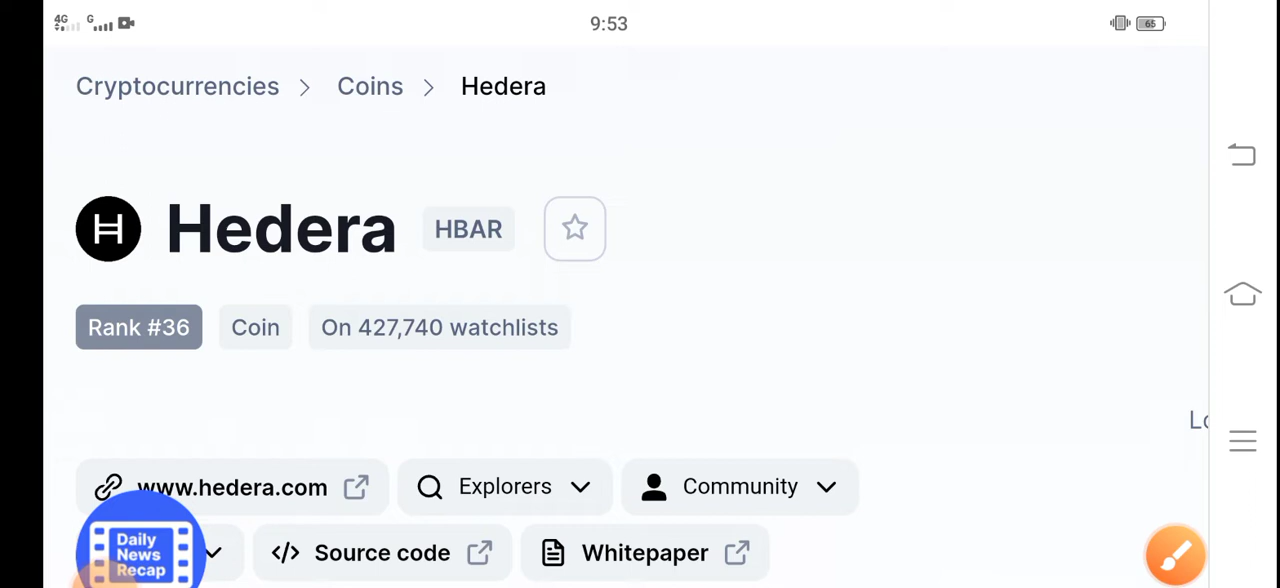 4G G 9:53 65
Cryptocurrencies > Coins > Hedera
H Hedera HBAR
Rank #36 Coin On 427,740 watchlists
www.hedera.com Explorers Community
</> Source code Whitepaper
Daily
News
Recap